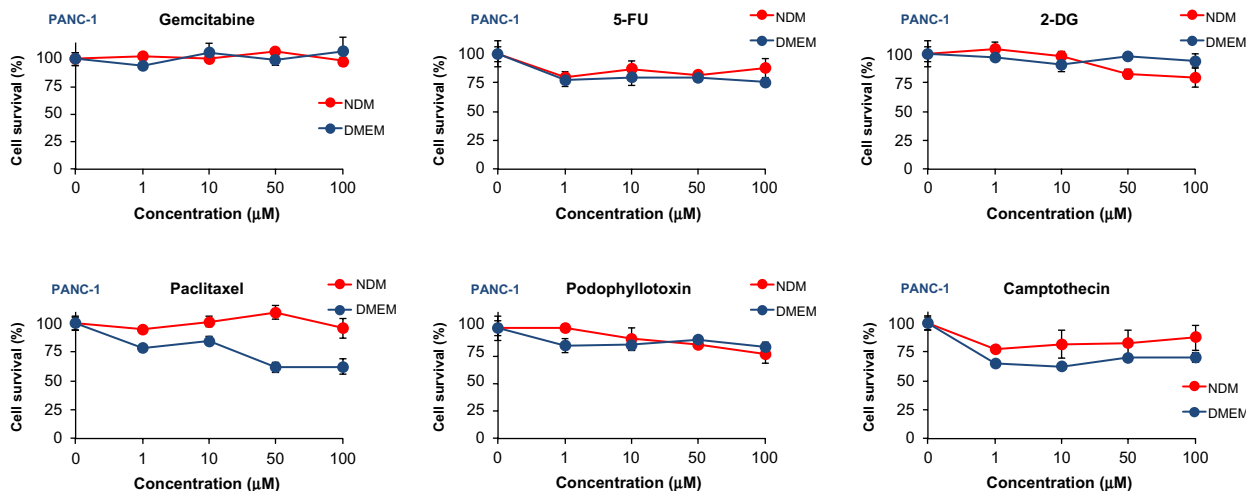 PANC-1
Gemcitabine
Cell survival (%)
100
75
50
25
0
NDM
DMEM
0 1 10 50 100
Concentration (μM)
PANC-1
5-FU
NDM
DMEM
Cell survival (%)
100
75
50
25
0
0 1 10 50 100
Concentration (μM)
PANC-1
2-DG
NDM
DMEM
Cell survival (%)
100
75
50
25
0
0 1 10 50 100
Concentration (μM)
PANC-1
Paclitaxel
NDM
DMEM
Cell survival (%)
100
75
50
25
0
0 1 10 50 100
Concentration (μM)
PANC-1
Podophyllotoxin
NDM
DMEM
Cell survival (%)
100
75
50
25
0
0 1 10 50 100
Concentration (μM)
PANC-1
Camptothecin
Cell survival (%)
100
75
50
25
0
NDM
DMEM
0 1 10 50 100
Concentration (μM)